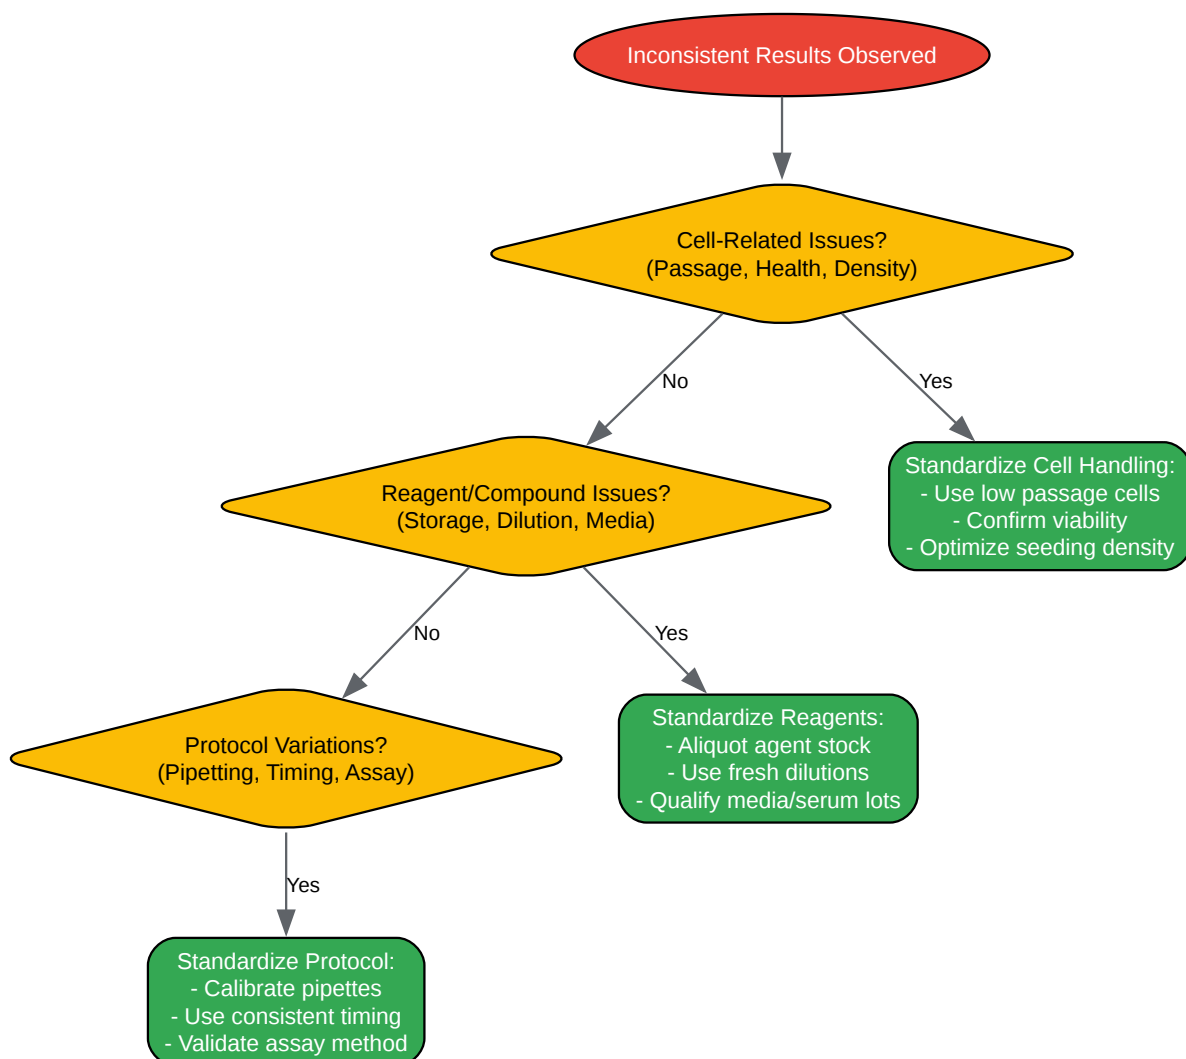 Inconsistent Results Observed
Cell-Related Issues?
(Passage, Health, Density)
No
Yes
Standardize Cell Handling:
- Use low passage cells
- Confirm viability
- Optimize seeding density
Reagent/Compound Issues?
(Storage, Dilution, Media)
No
Yes
Standardize Reagents:
- Aliquot agent stock
- Use fresh dilutions
- Qualify media/serum lots
Protocol Variations?
(Pipetting, Timing, Assay)
Yes
Standardize Protocol:
- Calibrate pipettes
- Use consistent timing
- Validate assay method